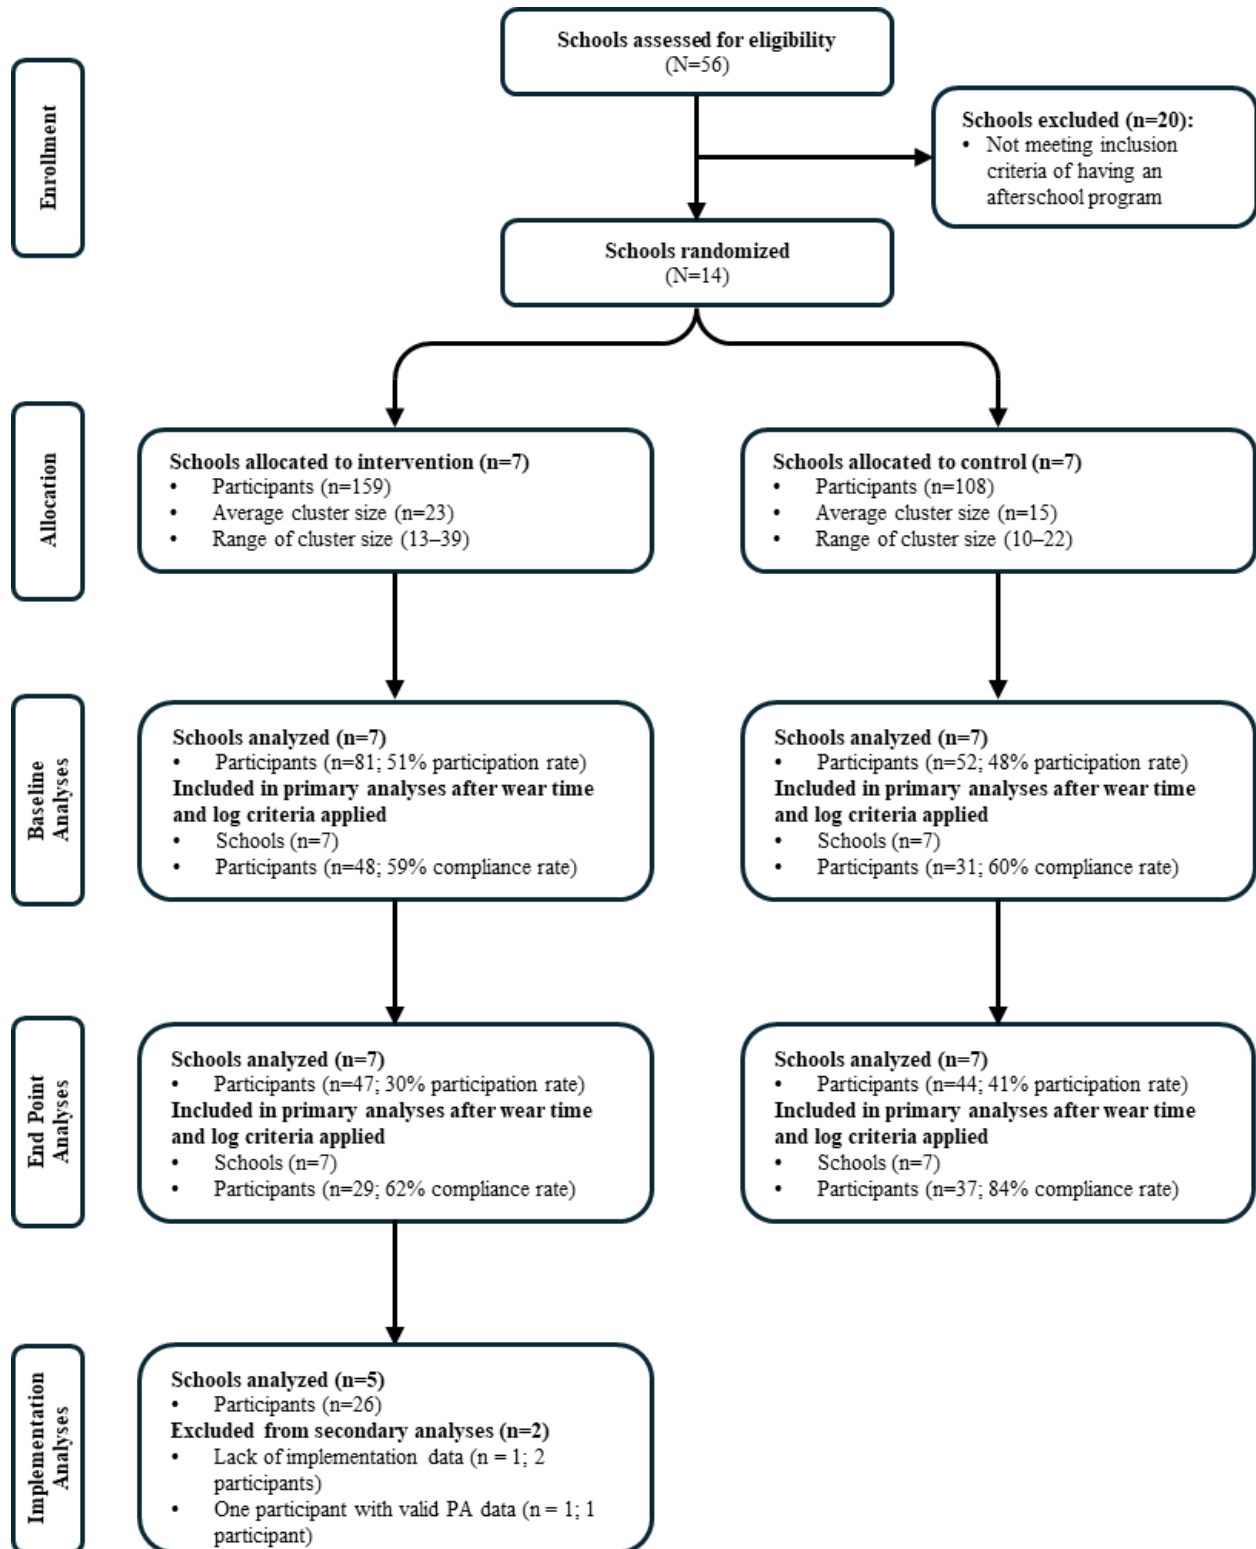 Schools assessed for eligibility
(N=56)
Enrollment
Schools excluded (n=20):
• Not meeting inclusion
criteria of having an
afterschool program
Schools randomized
(N=14)
Allocation
Schools allocated to intervention (n=7)
• Participants (n=159)
• Average cluster size (n=23)
• Range of cluster size (13–39)
Schools allocated to control (n=7)
• Participants (n=108)
• Average cluster size (n=15)
• Range of cluster size (10–22)
Baseline
Analyses
Schools analyzed (n=7)
• Participants (n=81; 51% participation rate)
Included in primary analyses after wear time
and log criteria applied
• Schools (n=7)
• Participants (n=48; 59% compliance rate)
Schools analyzed (n=7)
• Participants (n=52; 48% participation rate)
Included in primary analyses after wear time
and log criteria applied
• Schools (n=7)
• Participants (n=31; 60% compliance rate)
End Point
Analyses
Schools analyzed (n=7)
• Participants (n=47; 30% participation rate)
Included in primary analyses after wear time
and log criteria applied
• Schools (n=7)
• Participants (n=29; 62% compliance rate)
Schools analyzed (n=7)
• Participants (n=44; 41% participation rate)
Included in primary analyses after wear time
and log criteria applied
• Schools (n=7)
• Participants (n=37; 84% compliance rate)
Implementation
Analyses
Schools analyzed (n=5)
• Participants (n=26)
Excluded from secondary analyses (n=2)
• Lack of implementation data (n = 1; 2
participants)
• One participant with valid PA data (n = 1; 1
participant)